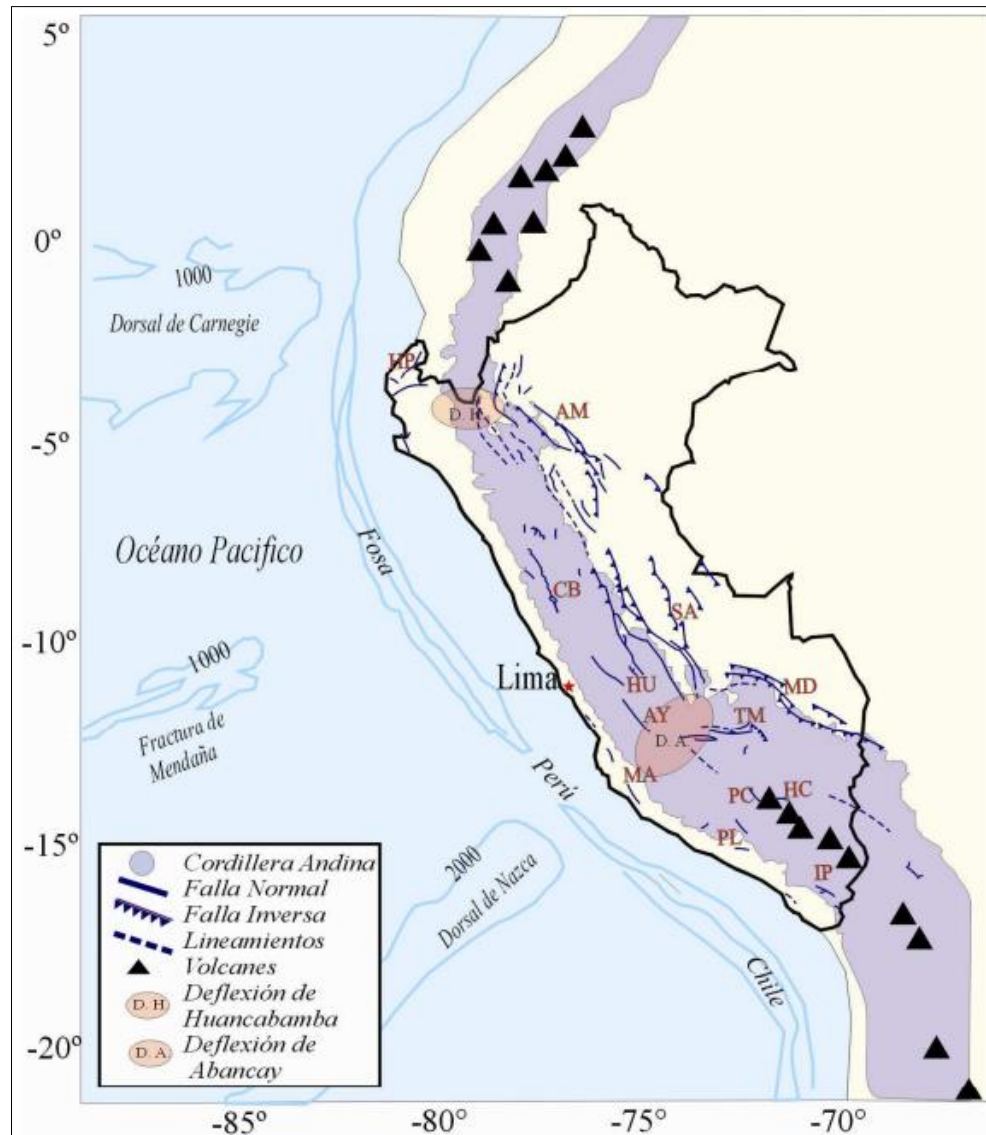 5º
0º
-5º
-10º
-15º
-20º
-85º
-80º
-75º
-70º
1000
Dorsal de Carnegie
HP
D. H
AM
Océano Pacifico
Fosa
CB
SA
1000
Fractura de
Mendaña
Lima
HU
MD
AY
TM
D. A
MA
Perú
PC
HC
PL
IP
2000
Dorsal de Nazca
Chile
Cordillera Andina
Falla Normal
Falla Inversa
Lineamientos
Volcanes
D. H
Deflexión de
Huancabamba
D. A.
Deflexión de
Abancay